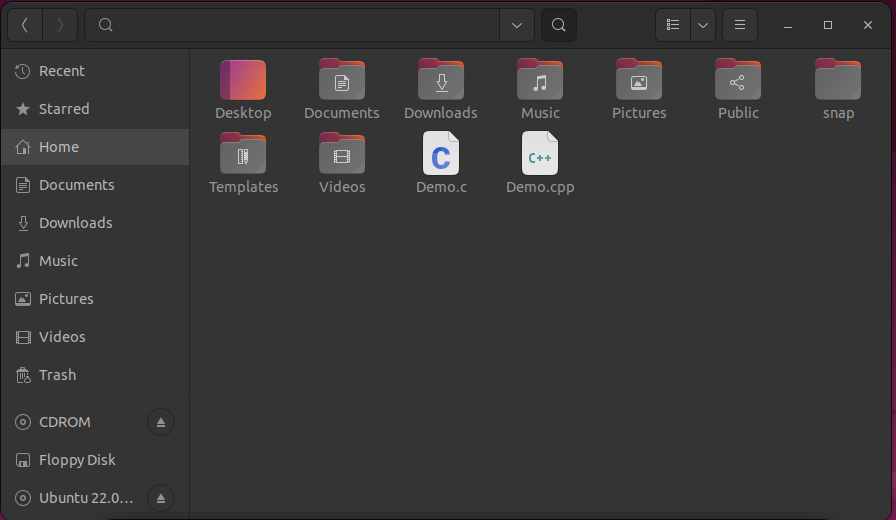 Recent
Starred
Home
Documents
Downloads
Music
Pictures
Videos
Trash
CDROM
Floppy Disk
Ubuntu 22.0...
Desktop Documents Downloads Music Pictures Public snap
C C++
Templates Videos Demo.c Demo.cpp